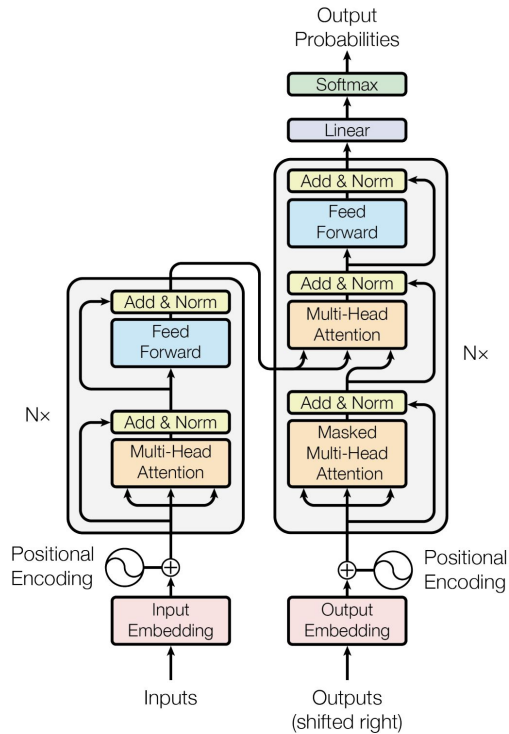 Output
Probabilities
Softmax
Linear
Add & Norm
Feed
Forward
Add & Norm
Multi-Head
Attention
Nx
Add & Norm
Masked
Multi-Head
Attention
Add & Norm
Feed
Forward
Nx
Add & Norm
Multi-Head
Attention
Positional
Encoding
Positional
Encoding
Input
Embedding
Output
Embedding
Inputs
Outputs
(shifted right)